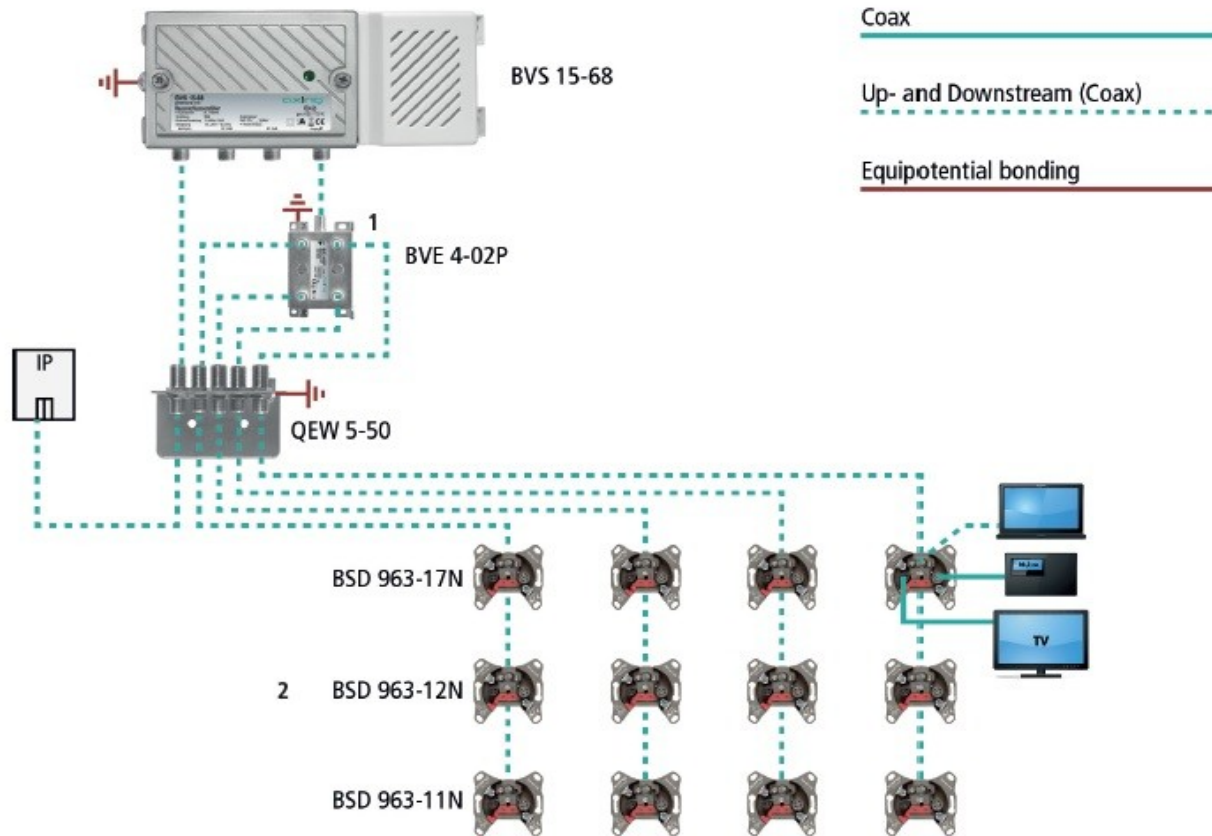 Coax
BVS 15-68
Up- and Downstream (Coax)
Equipotential bonding
axing
1
BVE 4-02P
IP
QEW 5-50
BSD 963-17N
TV
2
BSD 963-12N
BSD 963-11N